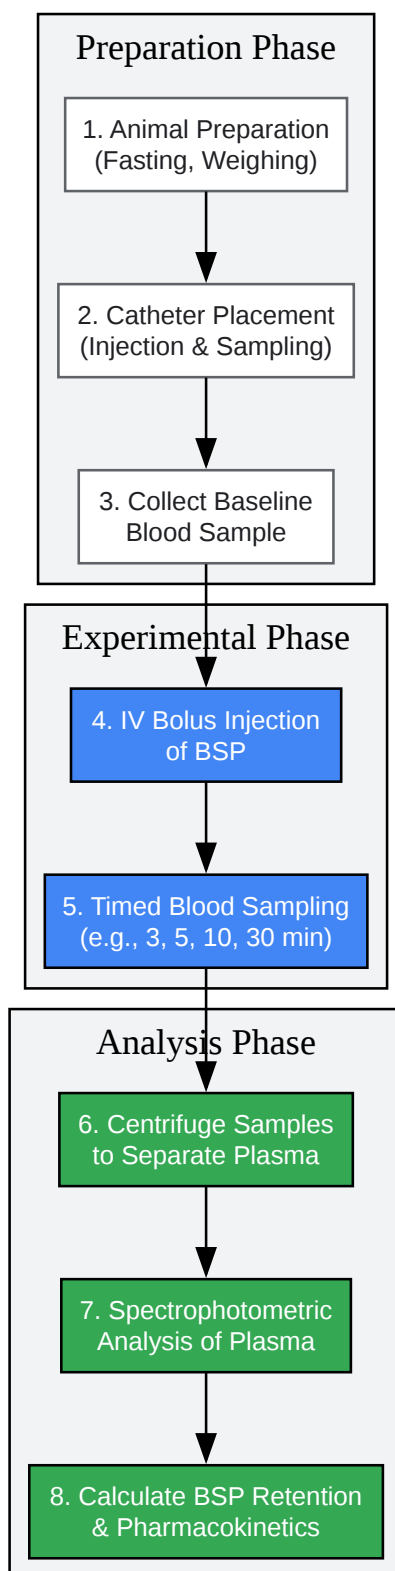 Preparation Phase
1. Animal Preparation
(Fasting, Weighing)
2. Catheter Placement
(Injection & Sampling)
3. Collect Baseline
Blood Sample
Experimental Phase
4. IV Bolus Injection
of BSP
5. Timed Blood Sampling
(e.g., 3, 5, 10, 30 min)
Analysis Phase
6. Centrifuge Samples
to Separate Plasma
7. Spectrophotometric
Analysis of Plasma
8. Calculate BSP Retention
& Pharmacokinetics